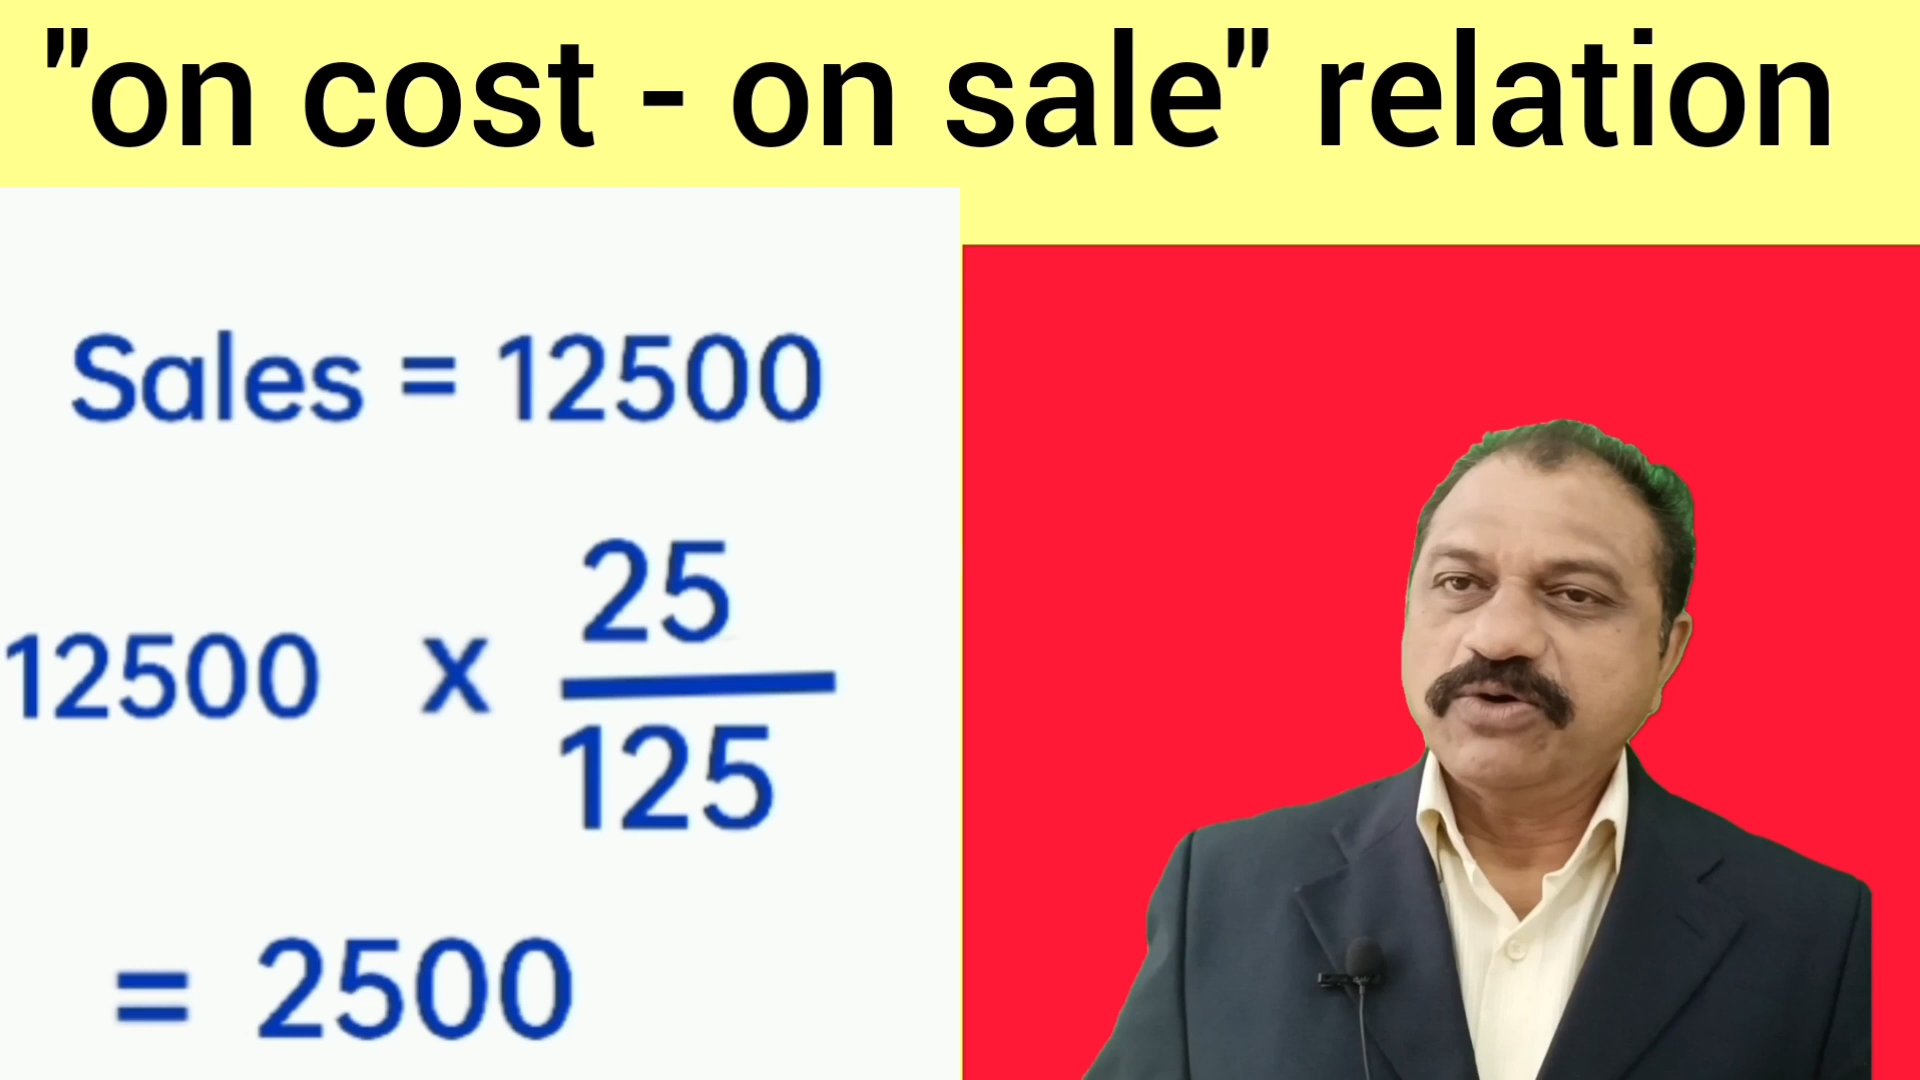 "on cost - on sale" relation
Sales = 12500
12500 x 25
125
= 2500